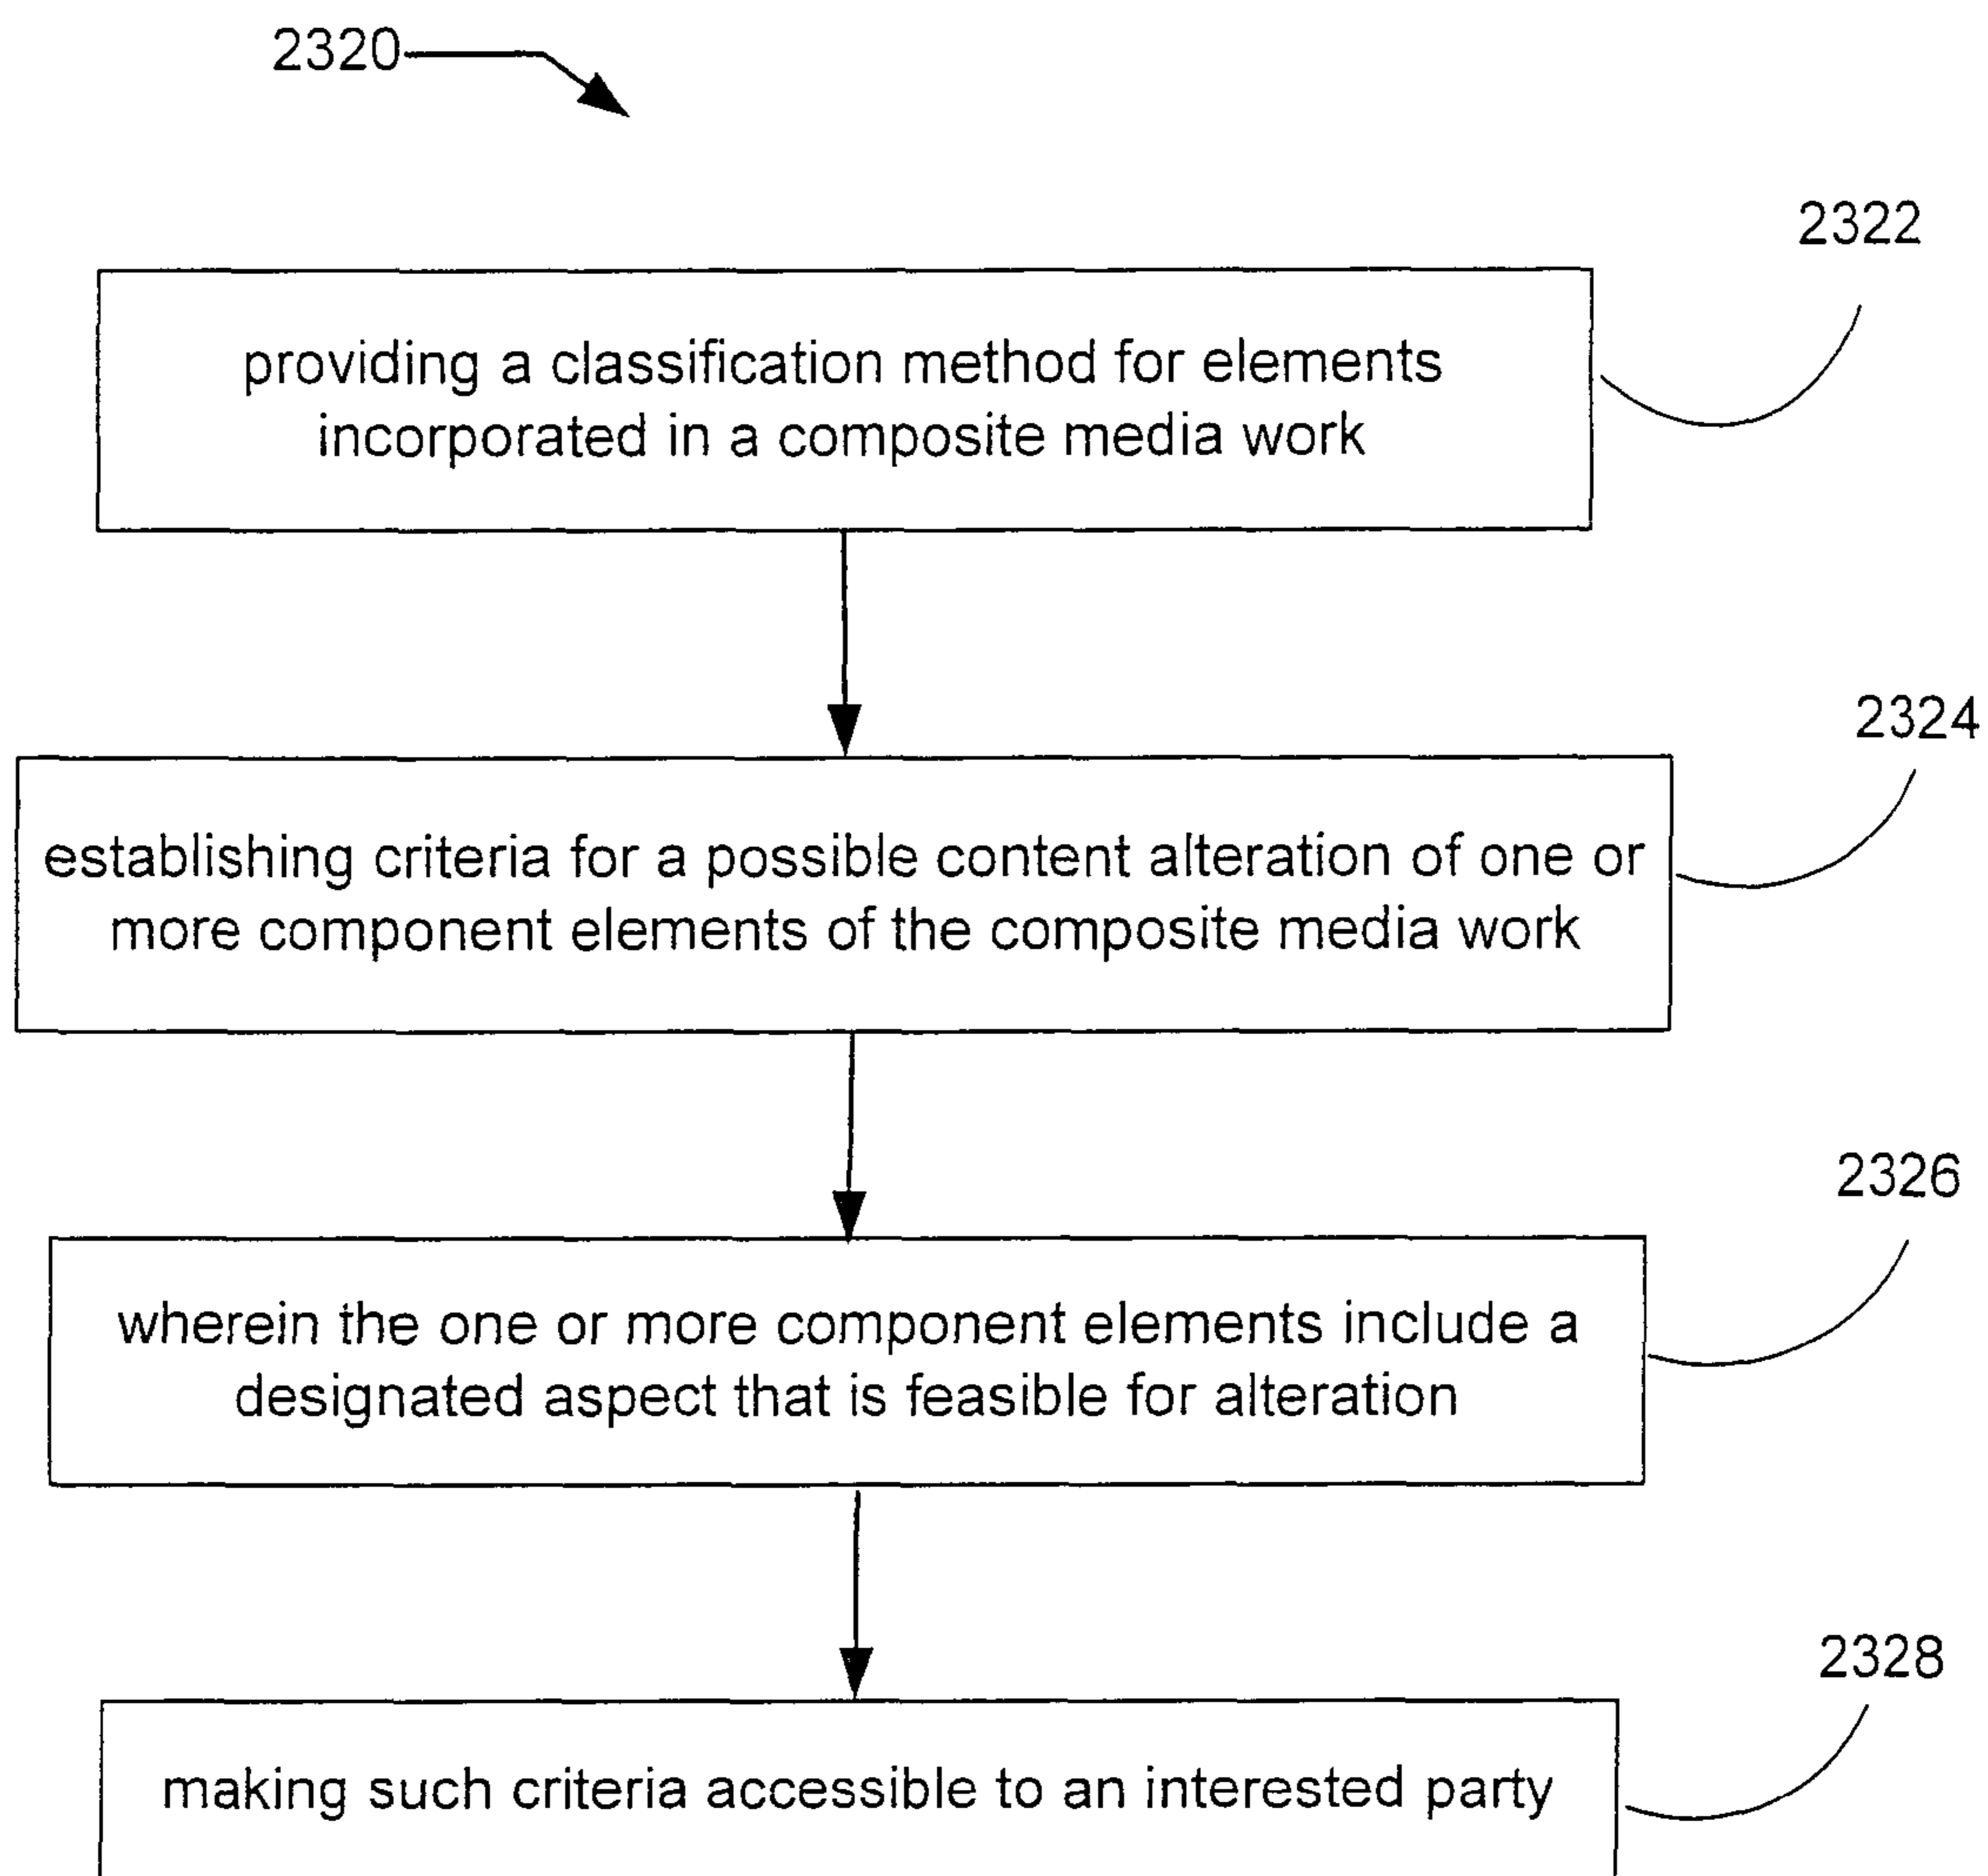 2320
2322
providing a classification method for elements
incorporated in a composite media work
2324
establishing criteria for a possible content alteration of one or
more component elements of the composite media work
2326
wherein the one or more component elements include a
designated aspect that is feasible for alteration
2328
making such criteria accessible to an interested party